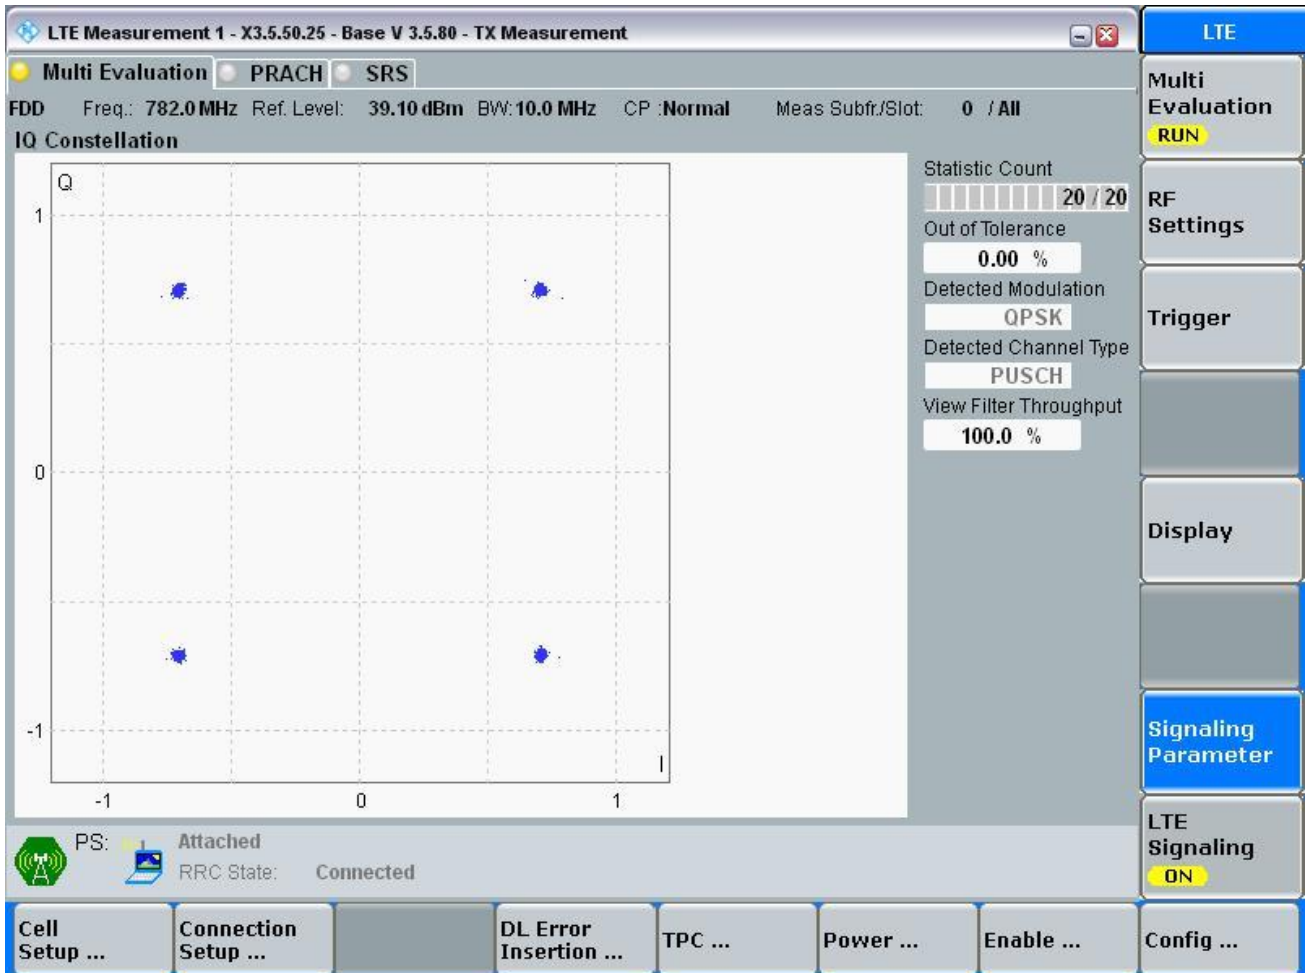 LTE Measurement 1 - X3.5.50.25 - Base V 3.5.80 - TX Measurement
LTE
Multi Evaluation PRACH SRS
FDD Freq.: 782.0 MHz Ref. Level: 39.10 dBm BW: 10.0 MHz CP : Normal Meas Subfr./Slot: 0 / All
IQ Constellation
Q
1
0
-1
I
-1 0 1
Statistic Count
20 / 20
Out of Tolerance
0.00 %
Detected Modulation
QPSK
Detected Channel Type
PUSCH
View Filter Throughput
100.0 %
Multi
Evaluation
RUN
RF
Settings
Trigger
Display
Signaling
Parameter
LTE
Signaling
ON
PS: Attached
RRC State: Connected
Cell
Setup ...
Connection
Setup ...
DL Error
Insertion ...
TPC ...
Power ...
Enable ...
Config ...